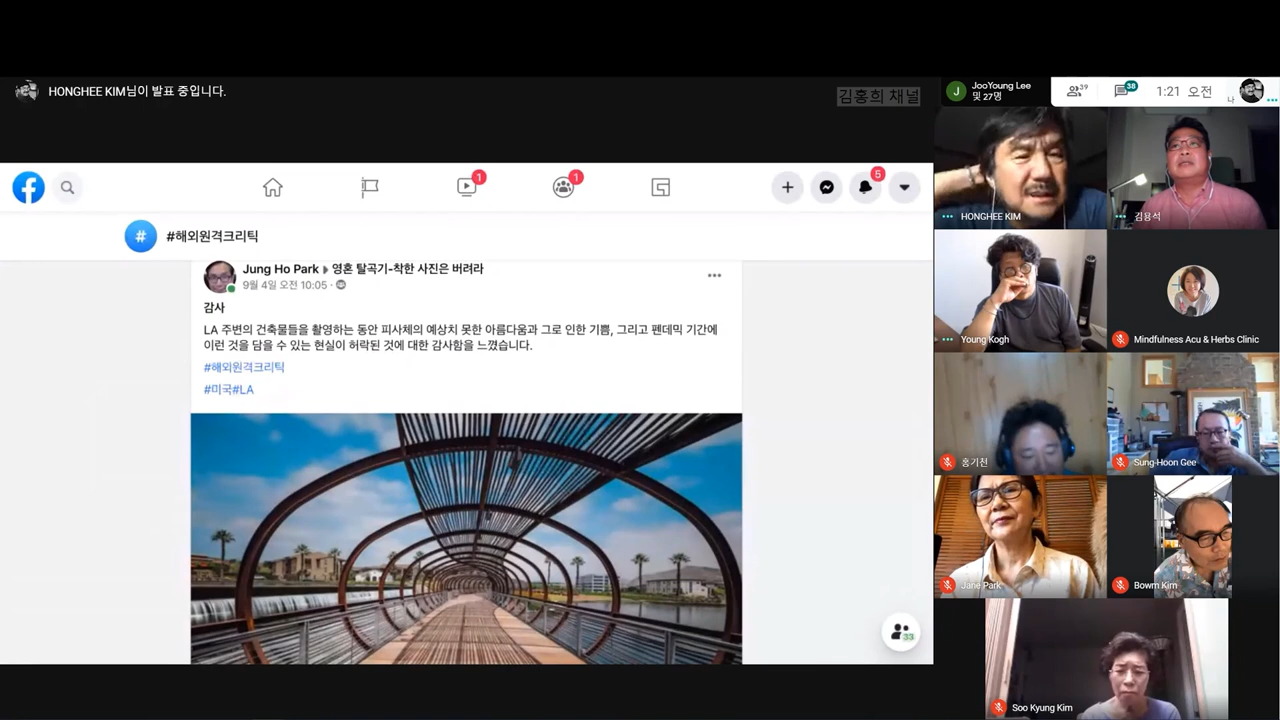 HONGHEE KIM님이 발표 중입니다.
김홍희 채널
J
JooYoung Lee
및 27명
39
38
1:21 오전
나
1
1
5
#
#해외원격크리틱
Jung Ho Park ▸ 영혼 탈곡기-착한 사진은 버려라
9월 4일 오전 10:05 ·
감사
LA 주변의 건축물들을 촬영하는 동안 피사체의 예상치 못한 아름다움과 그로 인한 기쁨, 그리고 펜데믹 기간에
이런 것을 담을 수 있는 현실이 허락된 것에 대한 감사함을 느꼈습니다.
#해외원격크리틱
#미국#LA
33
HONGHEE KIM
김용석
Young Kogh
Mindfulness Acu & Herbs Clinic
홍기천
Sung-Hoon Gee
Jane Park
Bowm Kim
Soo Kyung Kim